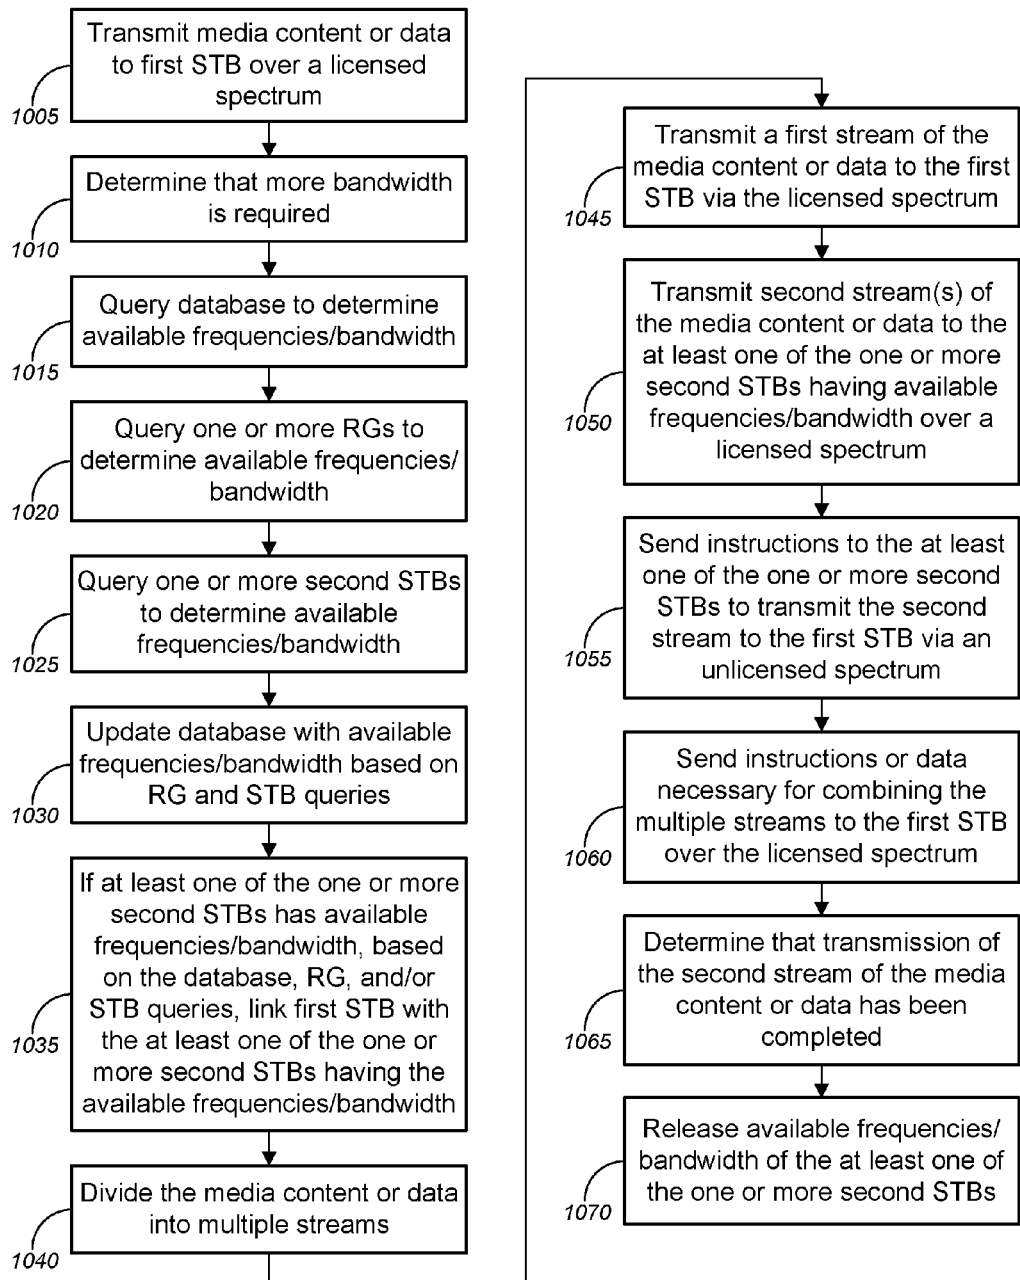 Transmit media content or data
to first STB over a licensed
spectrum
1005
Determine that more bandwidth
is required
1010
Query database to determine
available frequencies/bandwidth
1015
Query one or more RGs to
determine available frequencies/
bandwidth
1020
Query one or more second STBs
to determine available
frequencies/bandwidth
1025
Update database with available
frequencies/bandwidth based on
RG and STB queries
1030
If at least one of the one or more
second STBs has available
frequencies/bandwidth, based
on the database, RG, and/or
STB queries, link first STB with
the at least one of the one or
more second STBs having the
available frequencies/bandwidth
1035
Divide the media content or data
into multiple streams
1040
Transmit a first stream of the
media content or data to the first
STB via the licensed spectrum
1045
Transmit second stream(s) of
the media content or data to the
at least one of the one or more
second STBs having available
frequencies/bandwidth over a
licensed spectrum
1050
Send instructions to the at least
one of the one or more second
STBs to transmit the second
stream to the first STB via an
unlicensed spectrum
1055
Send instructions or data
necessary for combining the
multiple streams to the first STB
over the licensed spectrum
1060
Determine that transmission of
the second stream of the media
content or data has been
completed
1065
Release available frequencies/
bandwidth of the at least one of
the one or more second STBs
1070